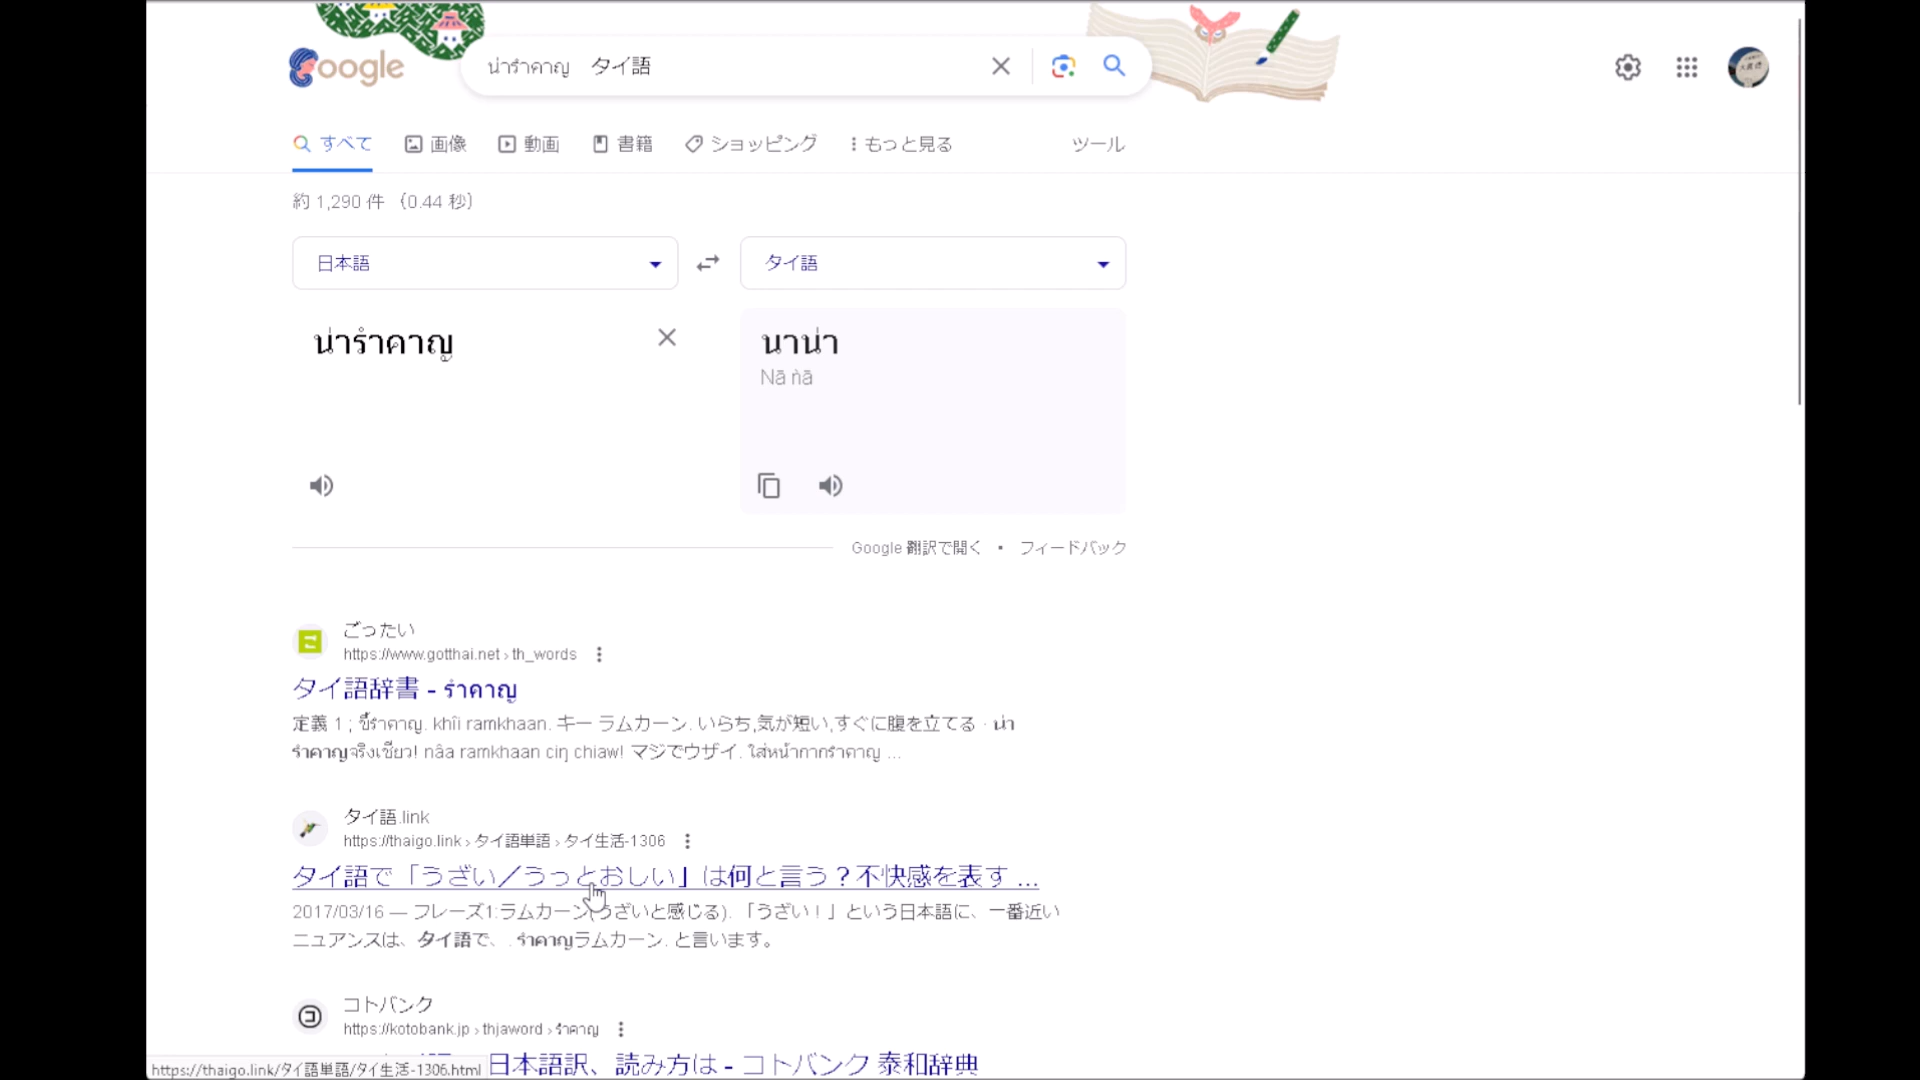 Google
น่ารำคาญ タイ語
すべて 画像 動画 書籍 ショッピング もっと見る ツール
約 1,290 件 (0.44 秒)
日本語 タイ語
น่ารำคาญ
นาน่า
Nā ǹā
Google 翻訳で開く • フィードバック
ごったい
https://www.gotthai.net › th_words
タイ語辞書 - รำคาญ
定義 1 ; ขี้รำคาญ. khîi ramkhaan. キー ラムカーン. いらち,気が短い,すぐに腹を立てる · น่า
รำคาญจริงเชียว! nâa ramkhaan ciŋ chiaw! マジでウザイ. ใส่หน้ากากรำคาญ ...
タイ語.link
https://thaigo.link › タイ語単語 › タイ生活-1306
タイ語で「うざい／うっとおしい」は何と言う？不快感を表す ...
2017/03/16 — フレーズ1:ラムカーン(うざいと感じる). 「うざい！」という日本語に、一番近い
ニュアンスは、タイ語で、. รำคาญラムカーン. と言います。
コトバンク
https://kotobank.jp › thjaword › รำคาญ
日本語訳、読み方は - コトバンク 泰和辞典
https://thaigo.link/タイ語単語/タイ生活-1306.html